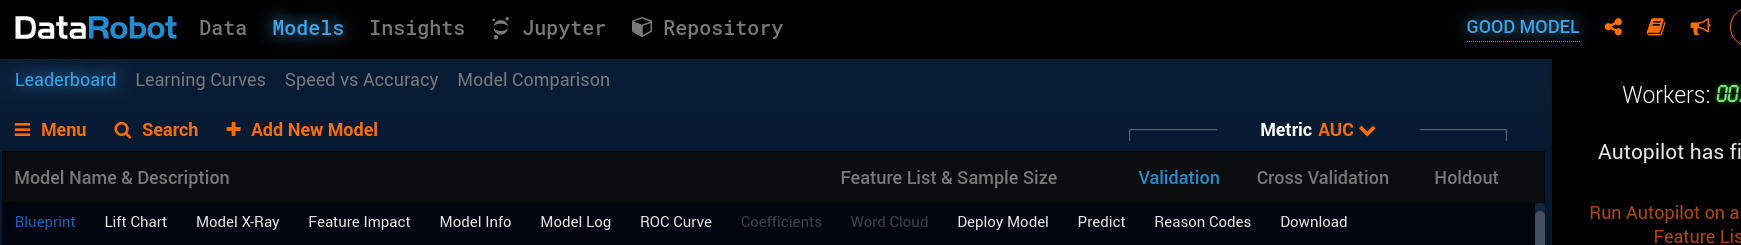 DataRobot Data Models Insights Jupyter Repository GOOD MODEL
Leaderboard Learning Curves Speed vs Accuracy Model Comparison
Workers: 00
Menu Search Add New Model Metric AUC
Autopilot has
Model Name & Description Feature List & Sample Size Validation Cross Validation Holdout
Blueprint Lift Chart Model X-Ray Feature Impact Model Info Model Log ROC Curve Coefficients Word Cloud Deploy Model Predict Reason Codes Download
Run Autopilot on a
Feature